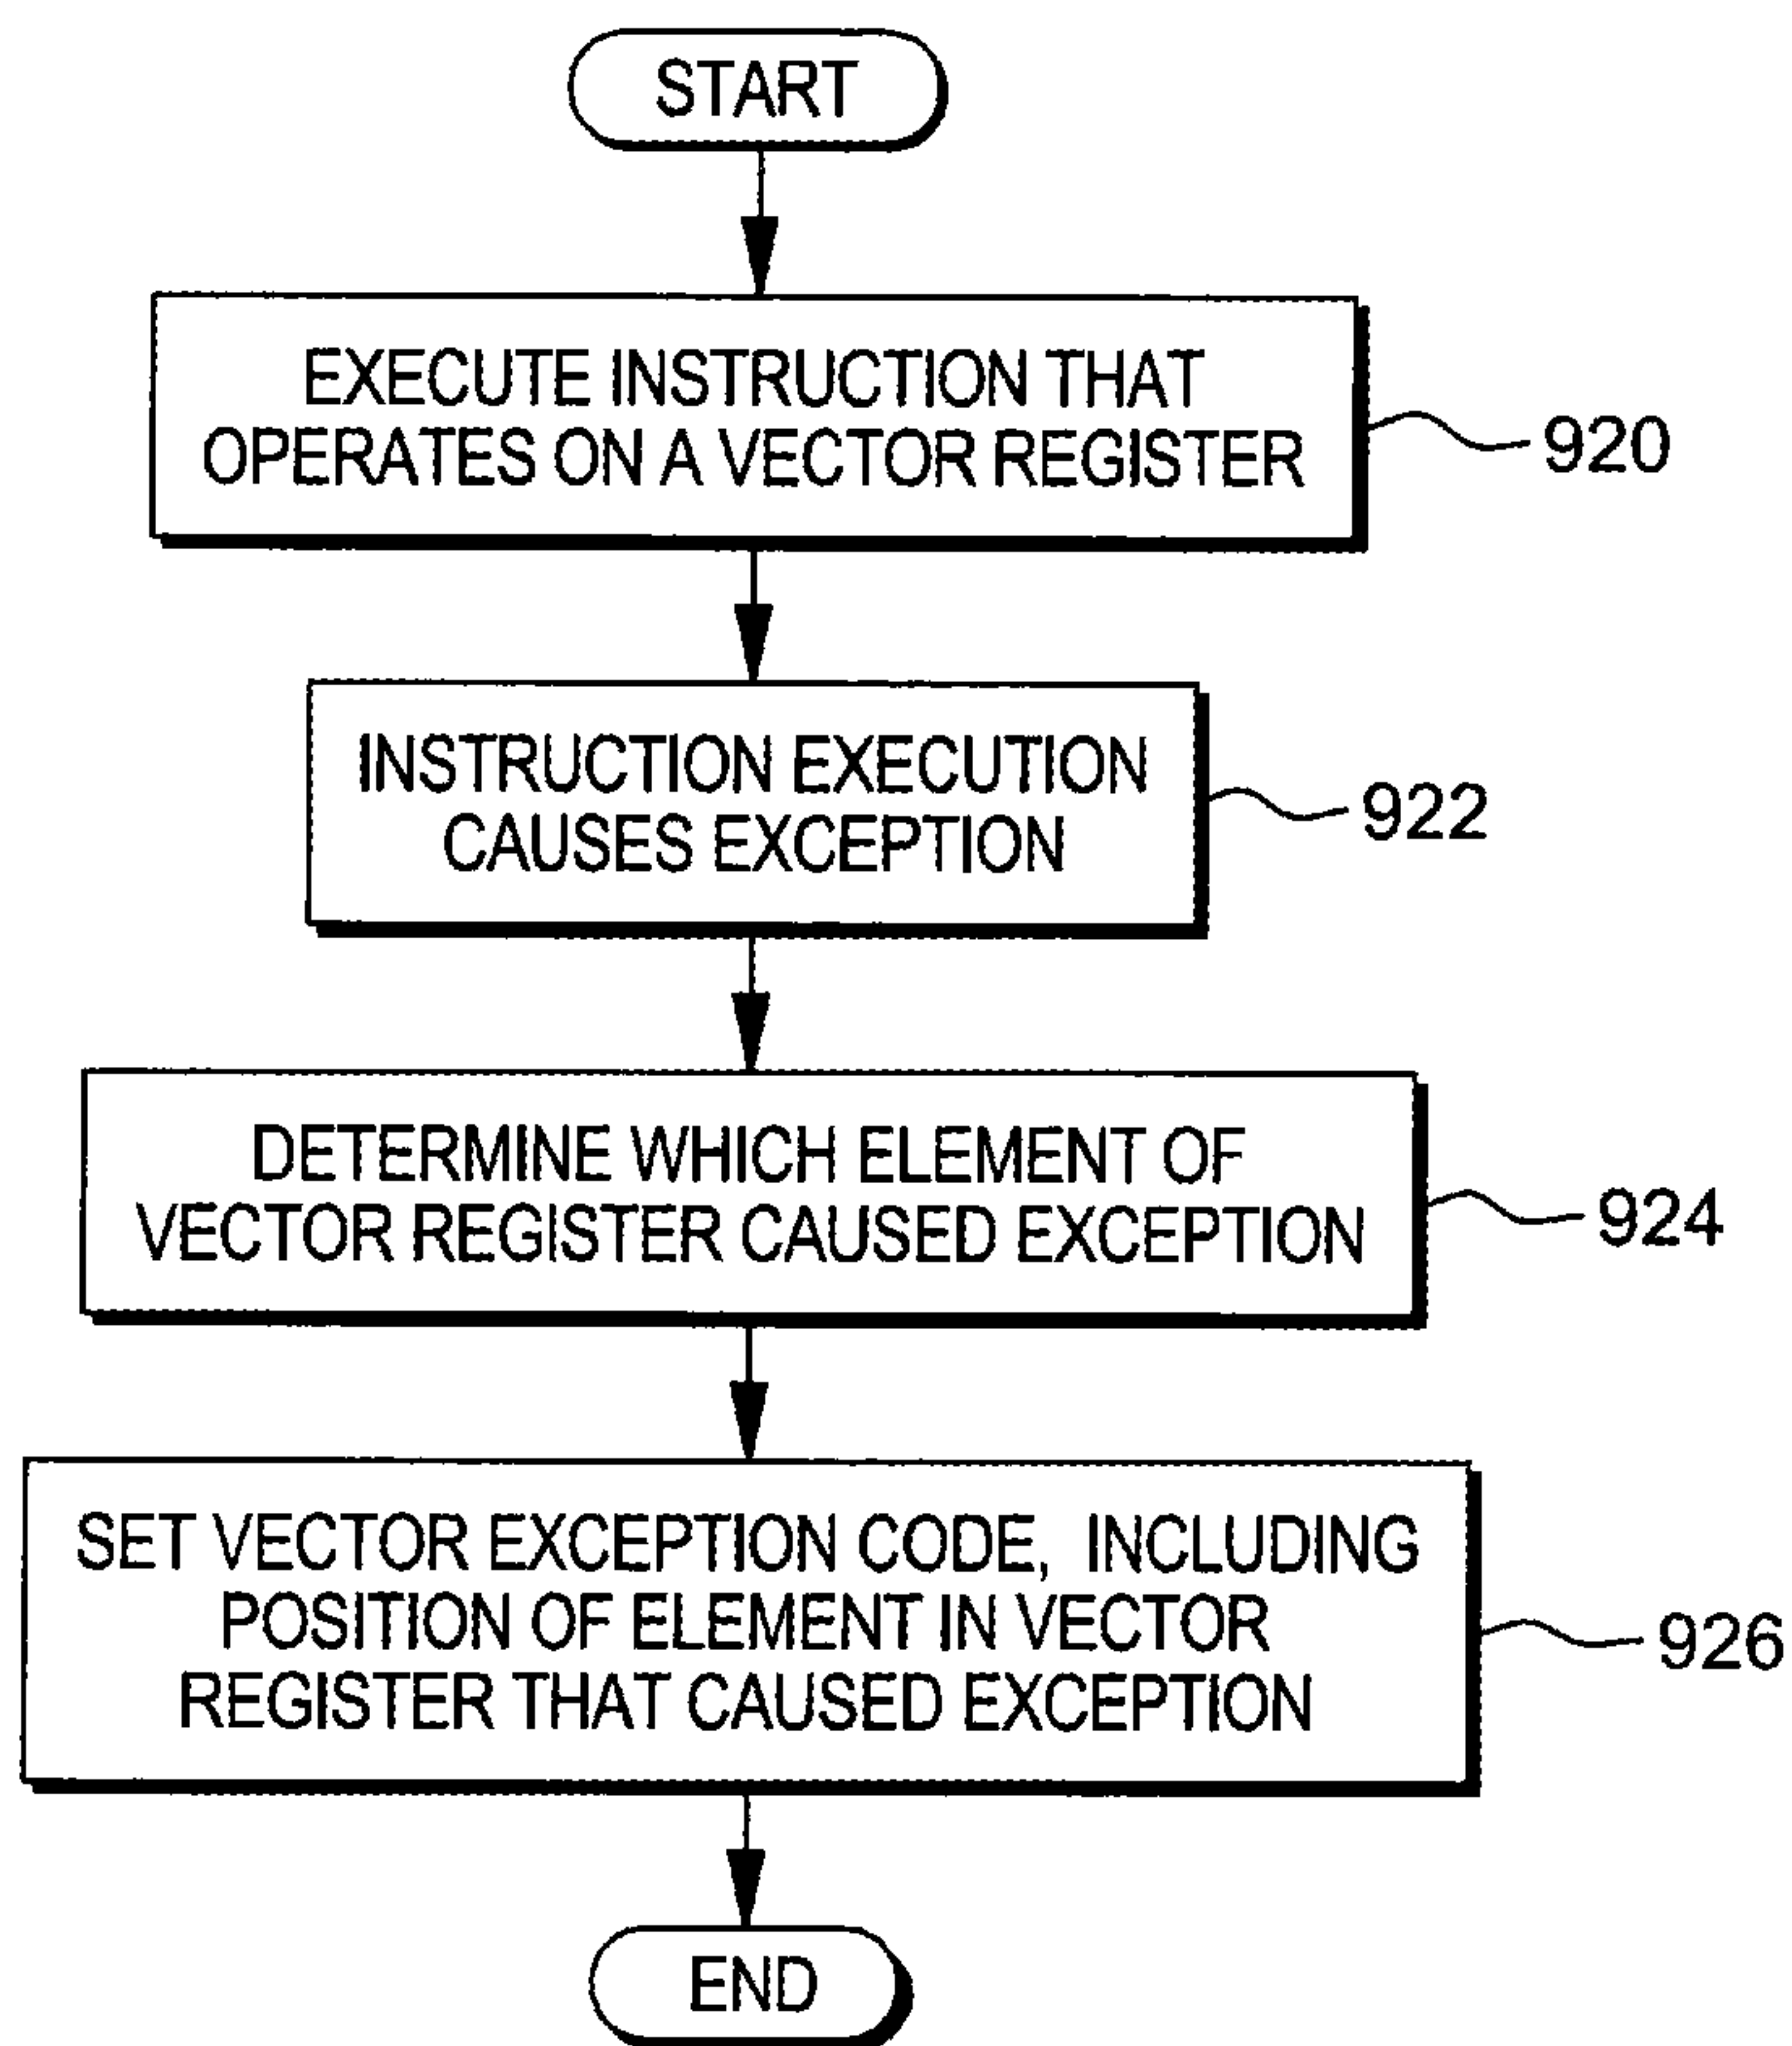 START
EXECUTE INSTRUCTION THAT
OPERATES ON A VECTOR REGISTER
920
INSTRUCTION EXECUTION
CAUSES EXCEPTION
922
DETERMINE WHICH ELEMENT OF
VECTOR REGISTER CAUSED EXCEPTION
924
SET VECTOR EXCEPTION CODE, INCLUDING
POSITION OF ELEMENT IN VECTOR
REGISTER THAT CAUSED EXCEPTION
926
END